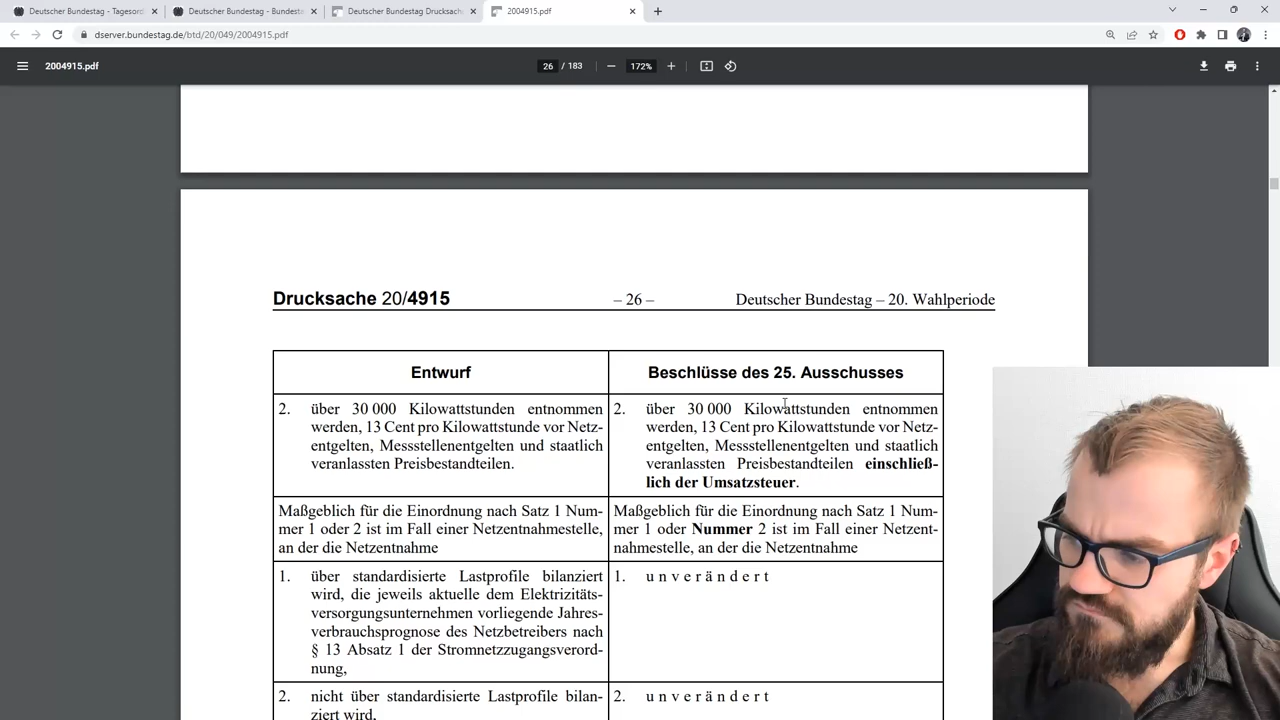 Deutscher Bundestag - Tagesord
Deutscher Bundestag - Bundesta
Deutscher Bundestag Drucksache
2004915.pdf
dserver.bundestag.de/btd/20/049/2004915.pdf
2004915.pdf
26 / 183
172%
Drucksache 20/4915
– 26 –
Deutscher Bundestag – 20. Wahlperiode
Entwurf
Beschlüsse des 25. Ausschusses
2. über 30 000 Kilowattstunden entnommen
werden, 13 Cent pro Kilowattstunde vor Netz-
entgelten, Messstellenentgelten und staatlich
veranlassten Preisbestandteilen.
2. über 30 000 Kilowattstunden entnommen
werden, 13 Cent pro Kilowattstunde vor Netz-
entgelten, Messstellenentgelten und staatlich
veranlassten Preisbestandteilen einschließ-
lich der Umsatzsteuer.
Maßgeblich für die Einordnung nach Satz 1 Num-
mer 1 oder 2 ist im Fall einer Netzentnahmestelle,
an der die Netzentnahme
Maßgeblich für die Einordnung nach Satz 1 Num-
mer 1 oder Nummer 2 ist im Fall einer Netzent-
nahmestelle, an der die Netzentnahme
1. über standardisierte Lastprofile bilanziert
wird, die jeweils aktuelle dem Elektrizitäts-
versorgungsunternehmen vorliegende Jahres-
verbrauchsprognose des Netzbetreibers nach
§ 13 Absatz 1 der Stromnetzzugangsverord-
nung,
1. u n v e r ä n d e r t
2. nicht über standardisierte Lastprofile bilan-
ziert wird,
2. u n v e r ä n d e r t